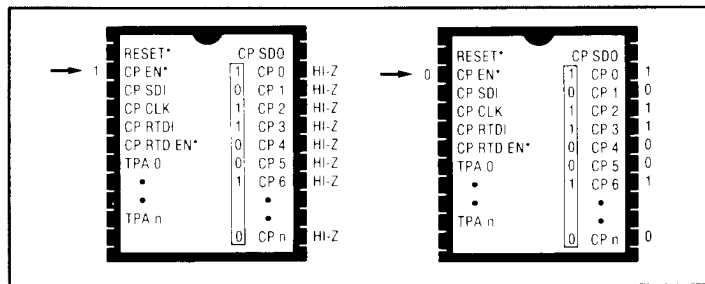 RESET* CP SDO
1 CP EN* 1 CP 0 HI-Z
CP SDI 0 CP 1 HI-Z
CP CLK 1 CP 2 HI-Z
CP RTDI 1 CP 3 HI-Z
CP RTD EN* 0 CP 4 HI-Z
TPA 0 0 CP 5 HI-Z
1 CP 6 HI-Z
TPA n
0 CP n HI-Z
RESET* CP SDO
0 CP EN* 1 CP 0 1
CP SDI 0 CP 1 0
CP CLK 1 CP 2 1
CP RTDI 1 CP 3 1
CP RTD EN* 0 CP 4 0
TPA 0 0 CP 5 0
1 CP 6 1
TPA n
0 CP n 0